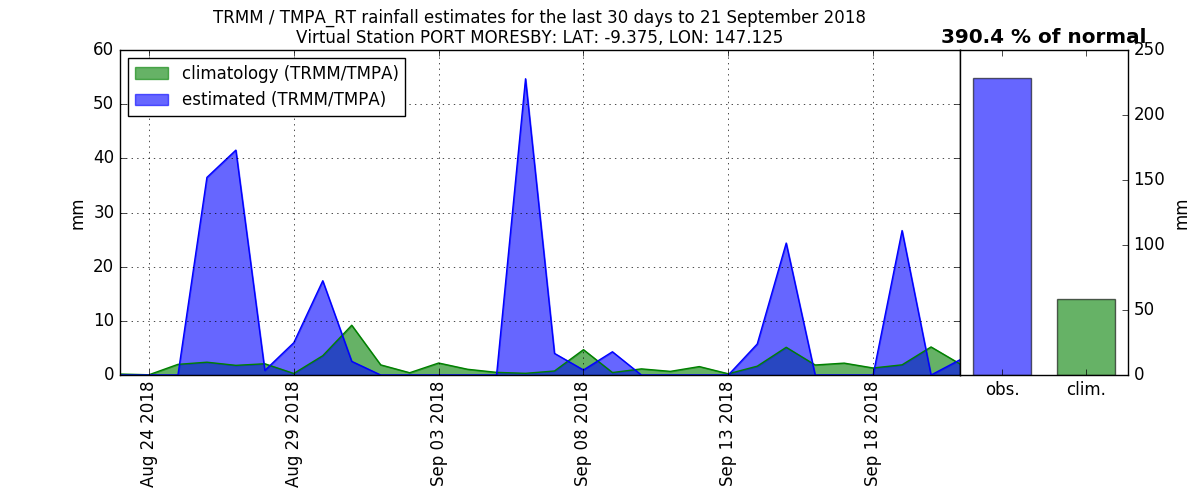 TRMM / TMPA_RT rainfall estimates for the last 30 days to 21 September 2018
Virtual Station PORT MORESBY: LAT: -9.375, LON: 147.125
390.4 % of normal
climatology (TRMM/TMPA)
estimated (TRMM/TMPA)
60
50
40
30
20
10
0
mm
Aug 24 2018
Aug 29 2018
Sep 03 2018
Sep 08 2018
Sep 13 2018
Sep 18 2018
250
200
150
100
50
0
mm
obs.
clim.